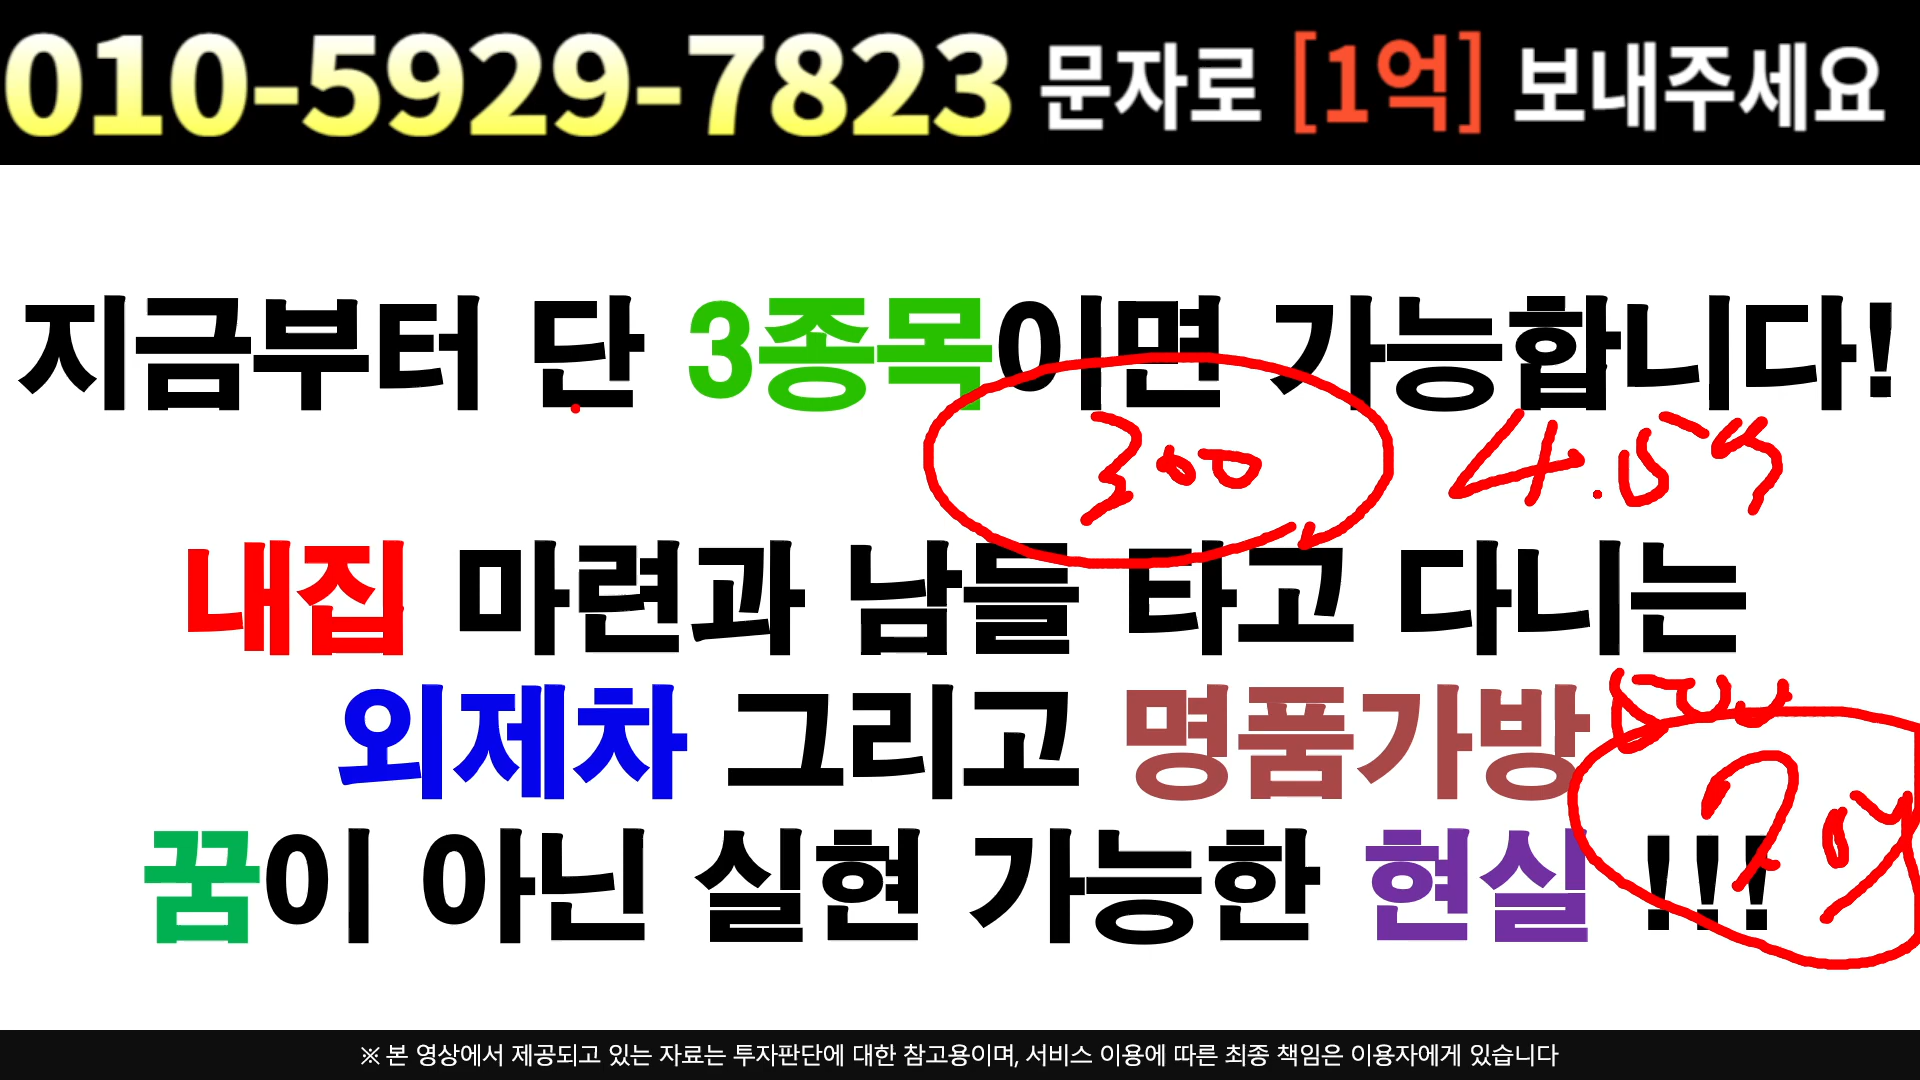 010-5929-7823 문자로 [1억] 보내주세요
지금부터 단 3종목이면 가능합니다!
300
4.5억
내집 마련과 남들 타고 다니는
외제차 그리고 명품가방
500
꿈이 아닌 실현 가능한 현실 !!!
※ 본 영상에서 제공되고 있는 자료는 투자판단에 대한 참고용이며, 서비스 이용에 따른 최종 책임은 이용자에게 있습니다